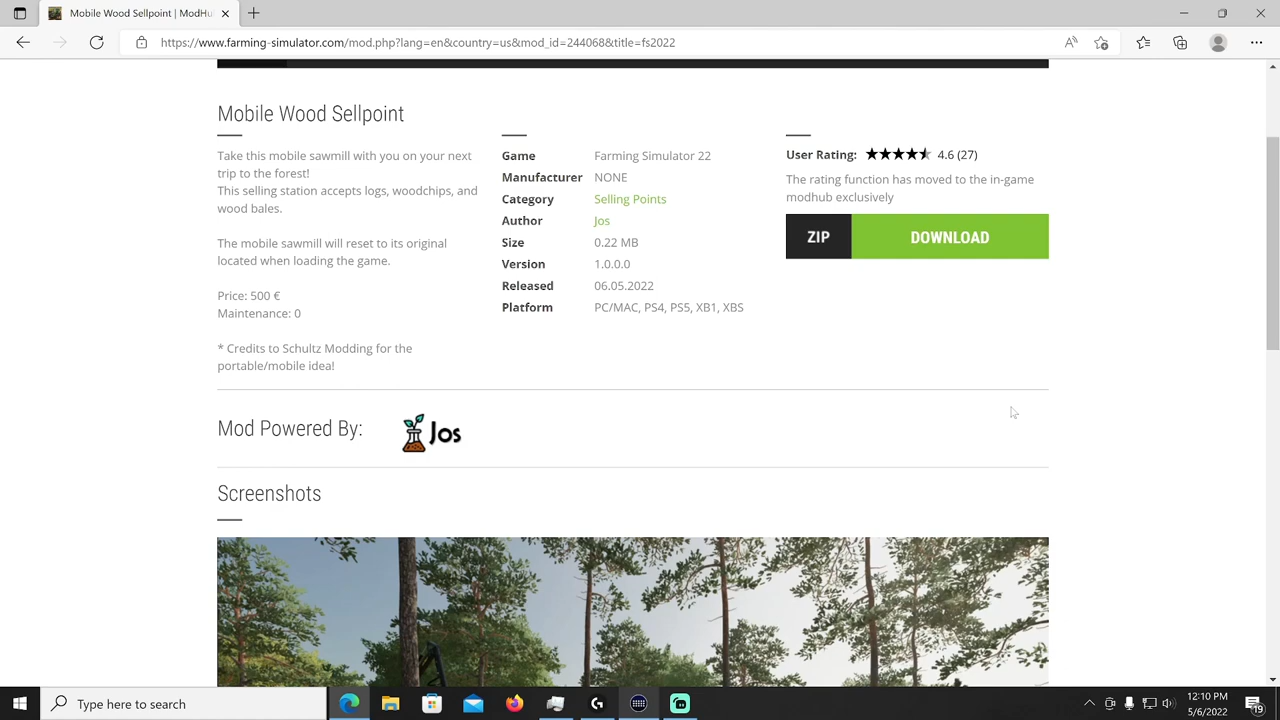 Mobile Wood Sellpoint | ModHu
https://www.farming-simulator.com/mod.php?lang=en&country=us&mod_id=244068&title=fs2022
Mobile Wood Sellpoint
Take this mobile sawmill with you on your next
trip to the forest!
This selling station accepts logs, woodchips, and
wood bales.
The mobile sawmill will reset to its original
located when loading the game.
Price: 500 €
Maintenance: 0
* Credits to Schultz Modding for the
portable/mobile idea!
Game Farming Simulator 22
Manufacturer NONE
Category Selling Points
Author Jos
Size 0.22 MB
Version 1.0.0.0
Released 06.05.2022
Platform PC/MAC, PS4, PS5, XB1, XBS
User Rating: 4.6 (27)
The rating function has moved to the in-game
modhub exclusively
ZIP DOWNLOAD
Mod Powered By: Jos
Screenshots
Type here to search
12:10 PM
5/6/2022
19